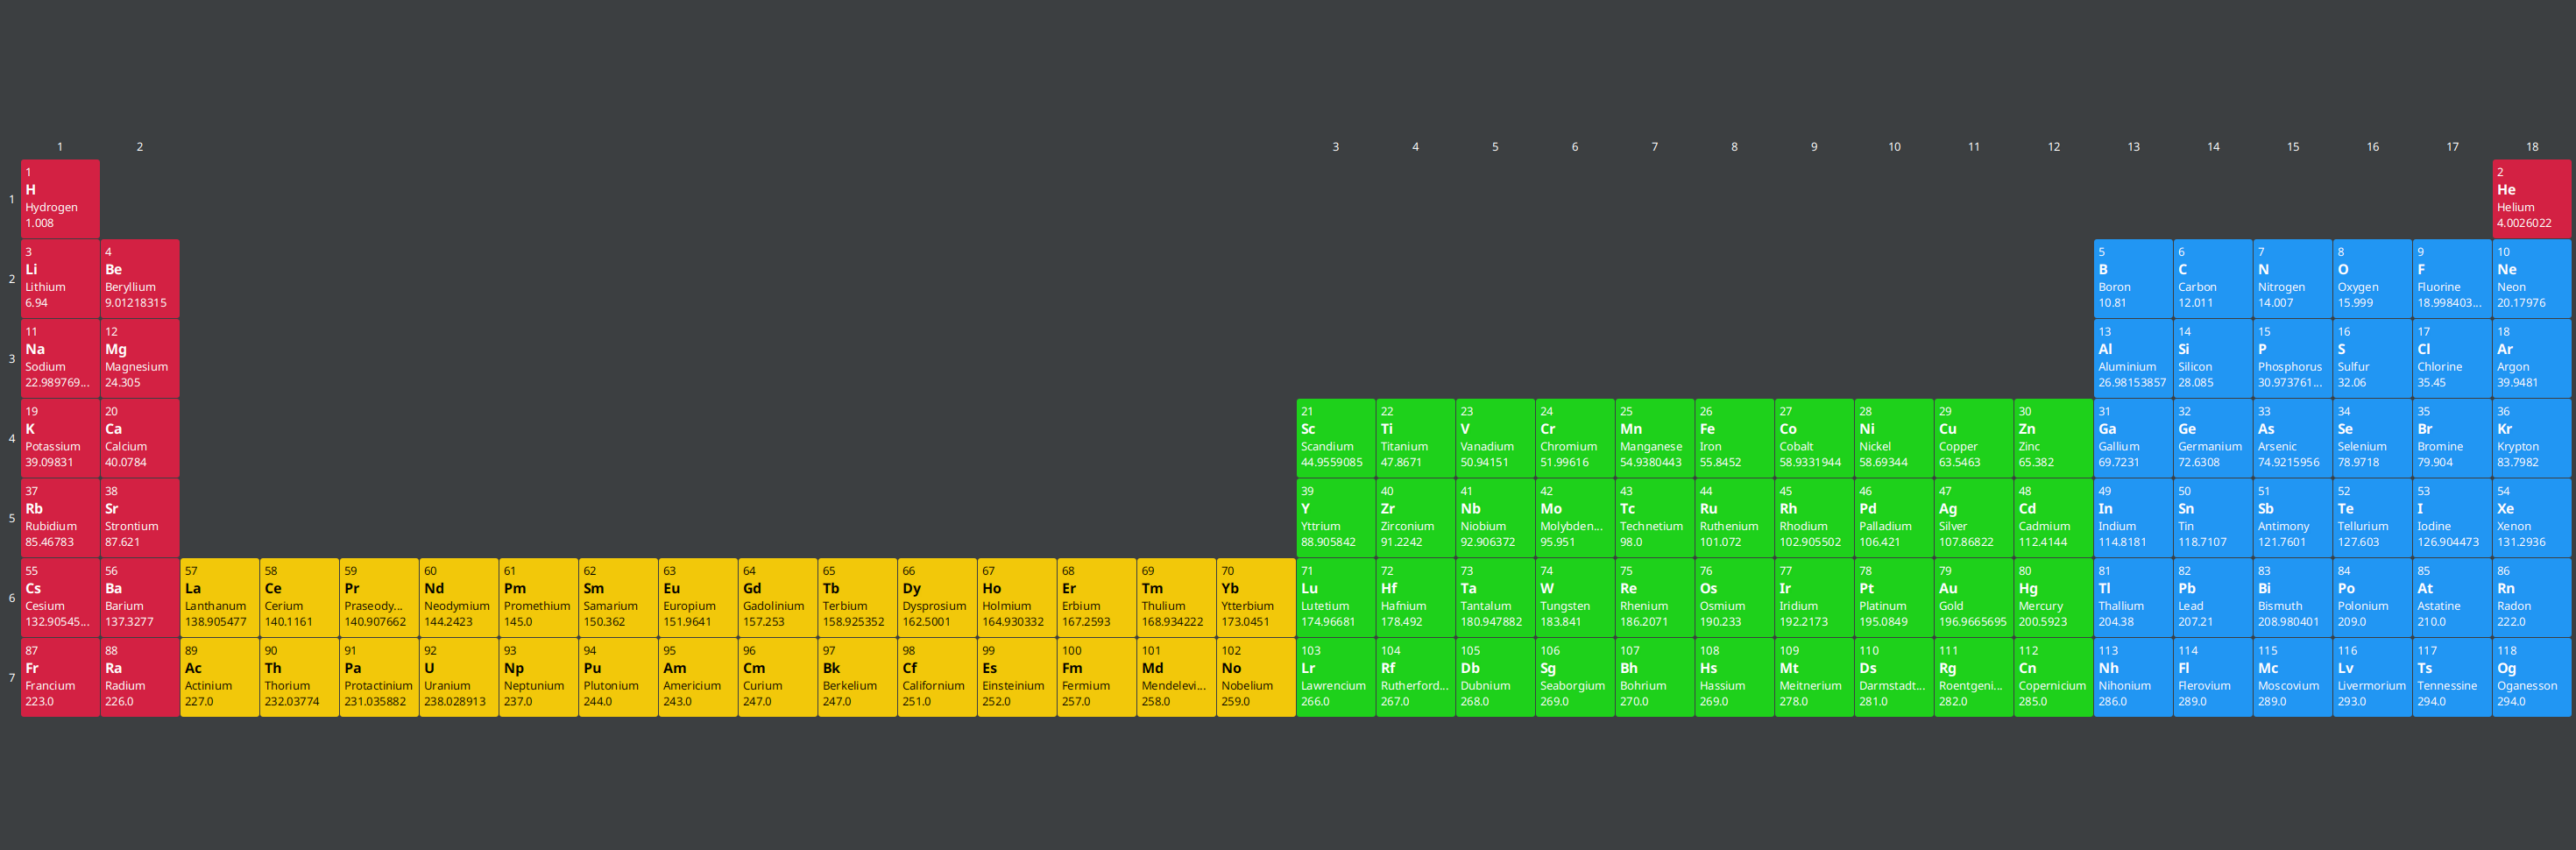 1 2 3 4 5 6 7 8 9 10 11 12 13 14 15 16 17 18
1
1 2
H He
Hydrogen Helium
1.008 4.0026022
2
3 4 5 6 7 8 9 10
Li Be B C N O F Ne
Lithium Beryllium Boron Carbon Nitrogen Oxygen Fluorine Neon
6.94 9.01218315 10.81 12.011 14.007 15.999 18.998403... 20.17976
3
11 12 13 14 15 16 17 18
Na Mg Al Si P S Cl Ar
Sodium Magnesium Aluminium Silicon Phosphorus Sulfur Chlorine Argon
22.989769... 24.305 26.98153857 28.085 30.973761... 32.06 35.45 39.9481
4
19 20 21 22 23 24 25 26 27 28 29 30 31 32 33 34 35 36
K Ca Sc Ti V Cr Mn Fe Co Ni Cu Zn Ga Ge As Se Br Kr
Potassium Calcium Scandium Titanium Vanadium Chromium Manganese Iron Cobalt Nickel Copper Zinc Gallium Germanium Arsenic Selenium Bromine Krypton
39.09831 40.0784 44.9559085 47.8671 50.94151 51.99616 54.9380443 55.8452 58.9331944 58.69344 63.5463 65.382 69.7231 72.6308 74.9215956 78.9718 79.904 83.7982
5
37 38 39 40 41 42 43 44 45 46 47 48 49 50 51 52 53 54
Rb Sr Y Zr Nb Mo Tc Ru Rh Pd Ag Cd In Sn Sb Te I Xe
Rubidium Strontium Yttrium Zirconium Niobium Molybden... Technetium Ruthenium Rhodium Palladium Silver Cadmium Indium Tin Antimony Tellurium Iodine Xenon
85.46783 87.621 88.905842 91.2242 92.906372 95.951 98.0 101.072 102.905502 106.421 107.86822 112.4144 114.8181 118.7107 121.7601 127.603 126.904473 131.2936
6
55 56 57 58 59 60 61 62 63 64 65 66 67 68 69 70 71 72 73 74 75 76 77 78 79 80 81 82 83 84 85 86
Cs Ba La Ce Pr Nd Pm Sm Eu Gd Tb Dy Ho Er Tm Yb Lu Hf Ta W Re Os Ir Pt Au Hg Tl Pb Bi Po At Rn
Cesium Barium Lanthanum Cerium Praseody... Neodymium Promethium Samarium Europium Gadolinium Terbium Dysprosium Holmium Erbium Thulium Ytterbium Lutetium Hafnium Tantalum Tungsten Rhenium Osmium Iridium Platinum Gold Mercury Thallium Lead Bismuth Polonium Astatine Radon
132.90545... 137.3277 138.905477 140.1161 140.907662 144.2423 145.0 150.362 151.9641 157.253 158.925352 162.5001 164.930332 167.2593 168.934222 173.0451 174.96681 178.492 180.947882 183.841 186.2071 190.233 192.2173 195.0849 196.9665695 200.5923 204.38 207.21 208.980401 209.0 210.0 222.0
7
87 88 89 90 91 92 93 94 95 96 97 98 99 100 101 102 103 104 105 106 107 108 109 110 111 112 113 114 115 116 117 118
Fr Ra Ac Th Pa U Np Pu Am Cm Bk Cf Es Fm Md No Lr Rf Db Sg Bh Hs Mt Ds Rg Cn Nh Fl Mc Lv Ts Og
Francium Radium Actinium Thorium Protactinium Uranium Neptunium Plutonium Americium Curium Berkelium Californium Einsteinium Fermium Mendelevi... Nobelium Lawrencium Rutherford... Dubnium Seaborgium Bohrium Hassium Meitnerium Darmstadt... Roentgeni... Copernicium Nihonium Flerovium Moscovium Livermorium Tennessine Oganesson
223.0 226.0 227.0 232.03774 231.035882 238.028913 237.0 244.0 243.0 247.0 247.0 251.0 252.0 257.0 258.0 259.0 266.0 267.0 268.0 269.0 270.0 269.0 278.0 281.0 282.0 285.0 286.0 289.0 289.0 293.0 294.0 294.0